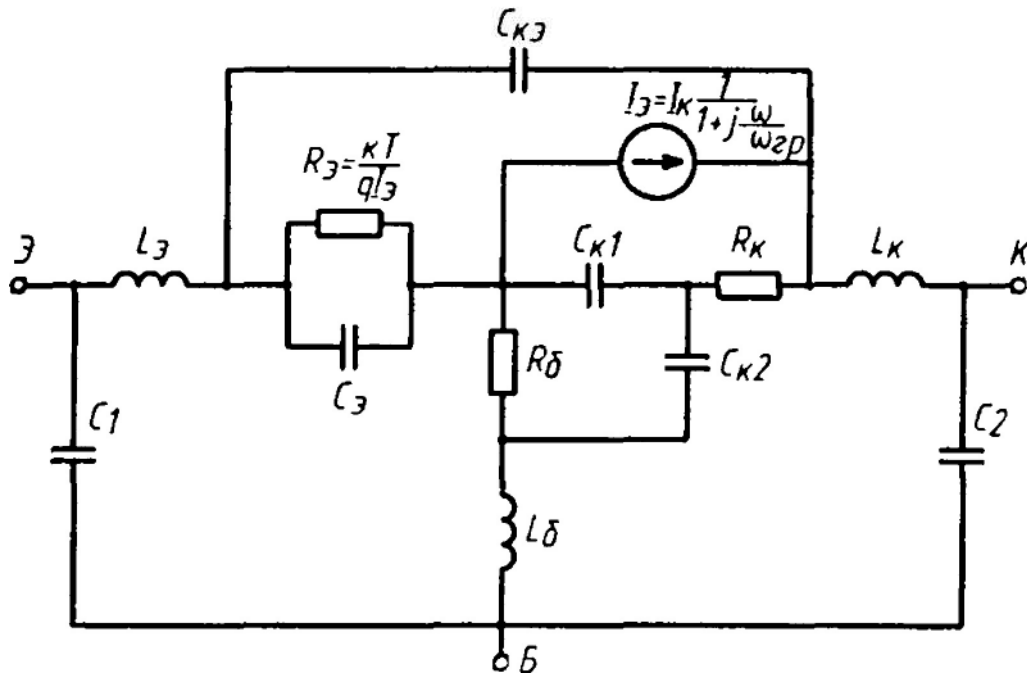 Cкэ
Iэ=Iк 1/(1+j ω/ωгр)
Rэ=кT/qIэ
Э
Lэ
Cк1
Rк
Lк
К
Rб
Cк2
Cэ
C1
C2
Lб
Б